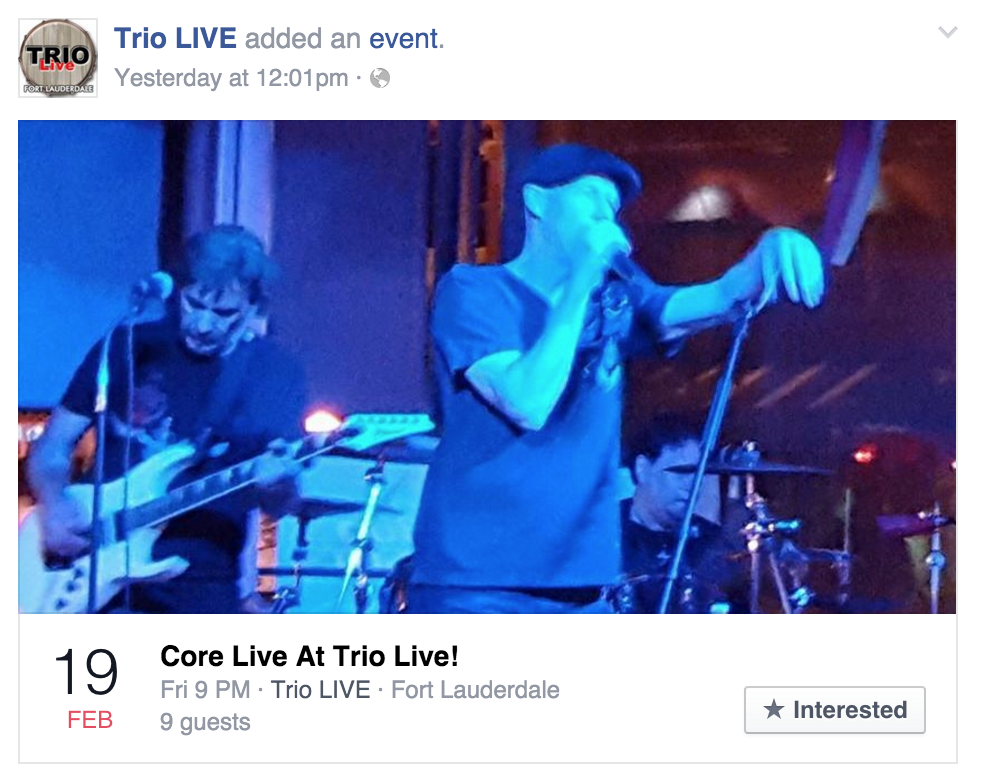 TRIO
Live
FORT LAUDERDALE
Trio LIVE added an event.
Yesterday at 12:01pm ·
19
FEB
Core Live At Trio Live!
Fri 9 PM · Trio LIVE · Fort Lauderdale
9 guests
★ Interested